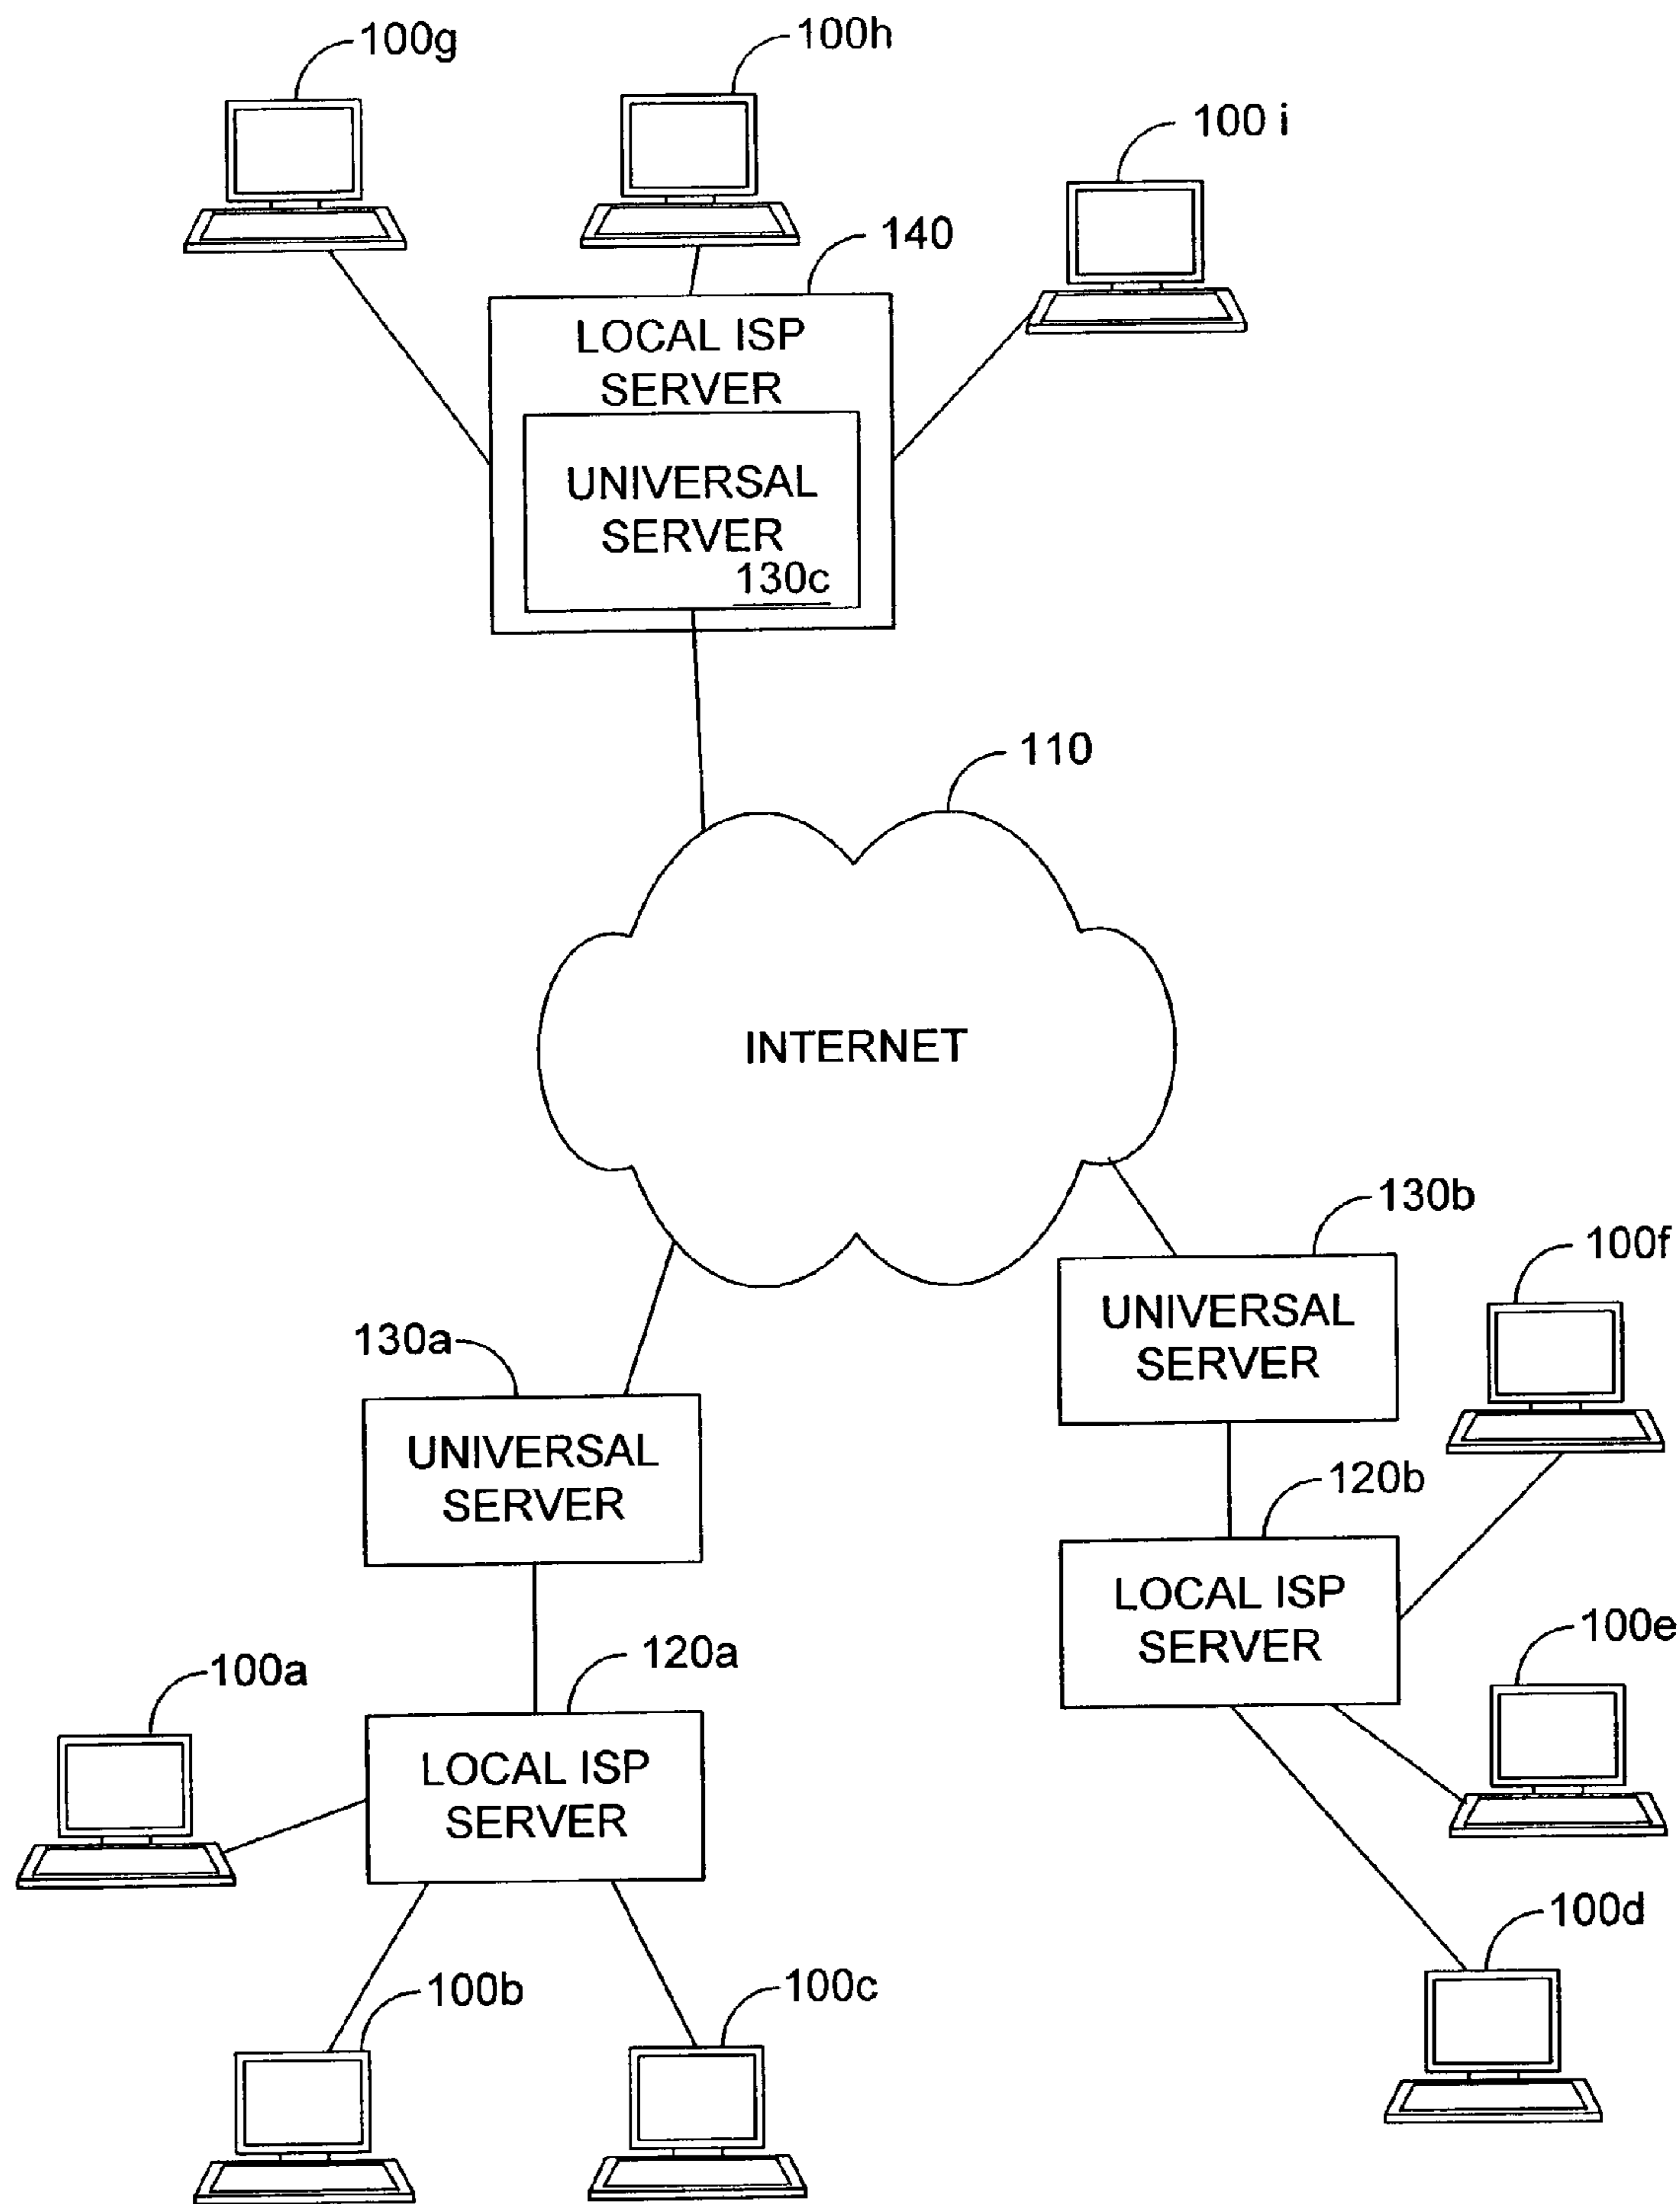 100g
100h
100 i
140
LOCAL ISP
SERVER
UNIVERSAL
SERVER
130c
110
INTERNET
130b
100f
UNIVERSAL
SERVER
130a
UNIVERSAL
SERVER
120b
LOCAL ISP
SERVER
100e
100a
120a
LOCAL ISP
SERVER
100d
100b
100c